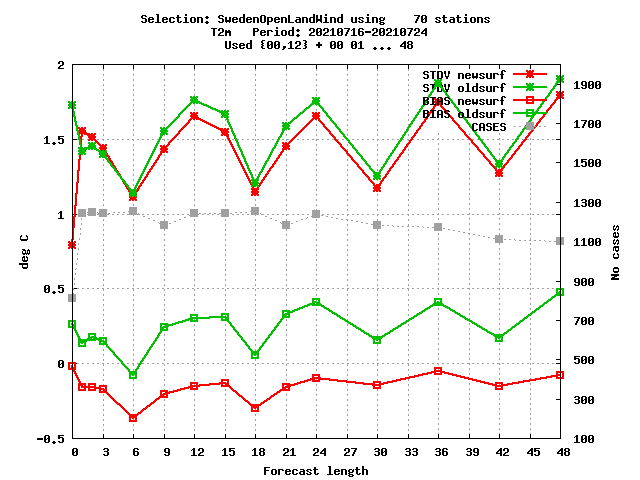 Selection: SwedenOpenLandWind using 70 stations
T2m Period: 20210716-20210724
Used {00,12} + 00 01 ... 48
STDV newsurf
STDV oldsurf
BIAS newsurf
BIAS oldsurf
CASES
2
1.5
1
0.5
0
-0.5
deg C
1900
1700
1500
1300
1100
900
700
500
300
100
No cases
0 3 6 9 12 15 18 21 24 27 30 33 36 39 42 45 48
Forecast length